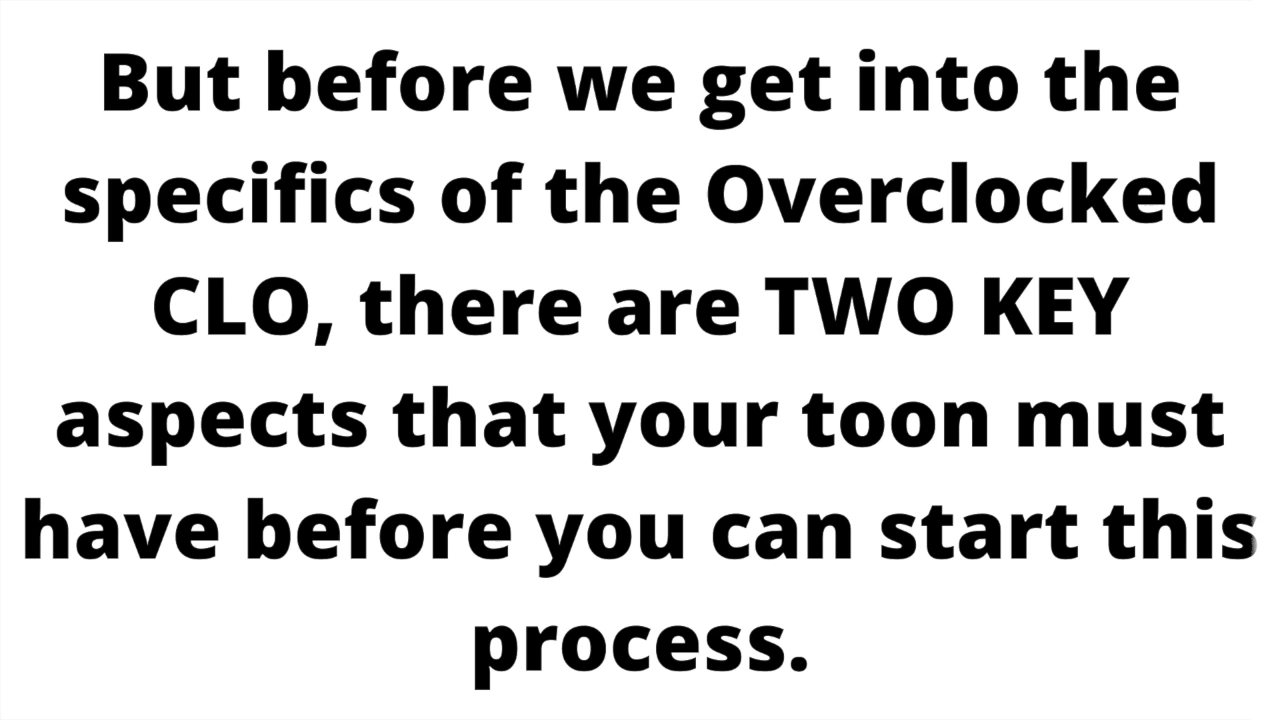 But before we get into the
specifics of the Overclocked
CLO, there are TWO KEY
aspects that your toon must
have before you can start this
process.